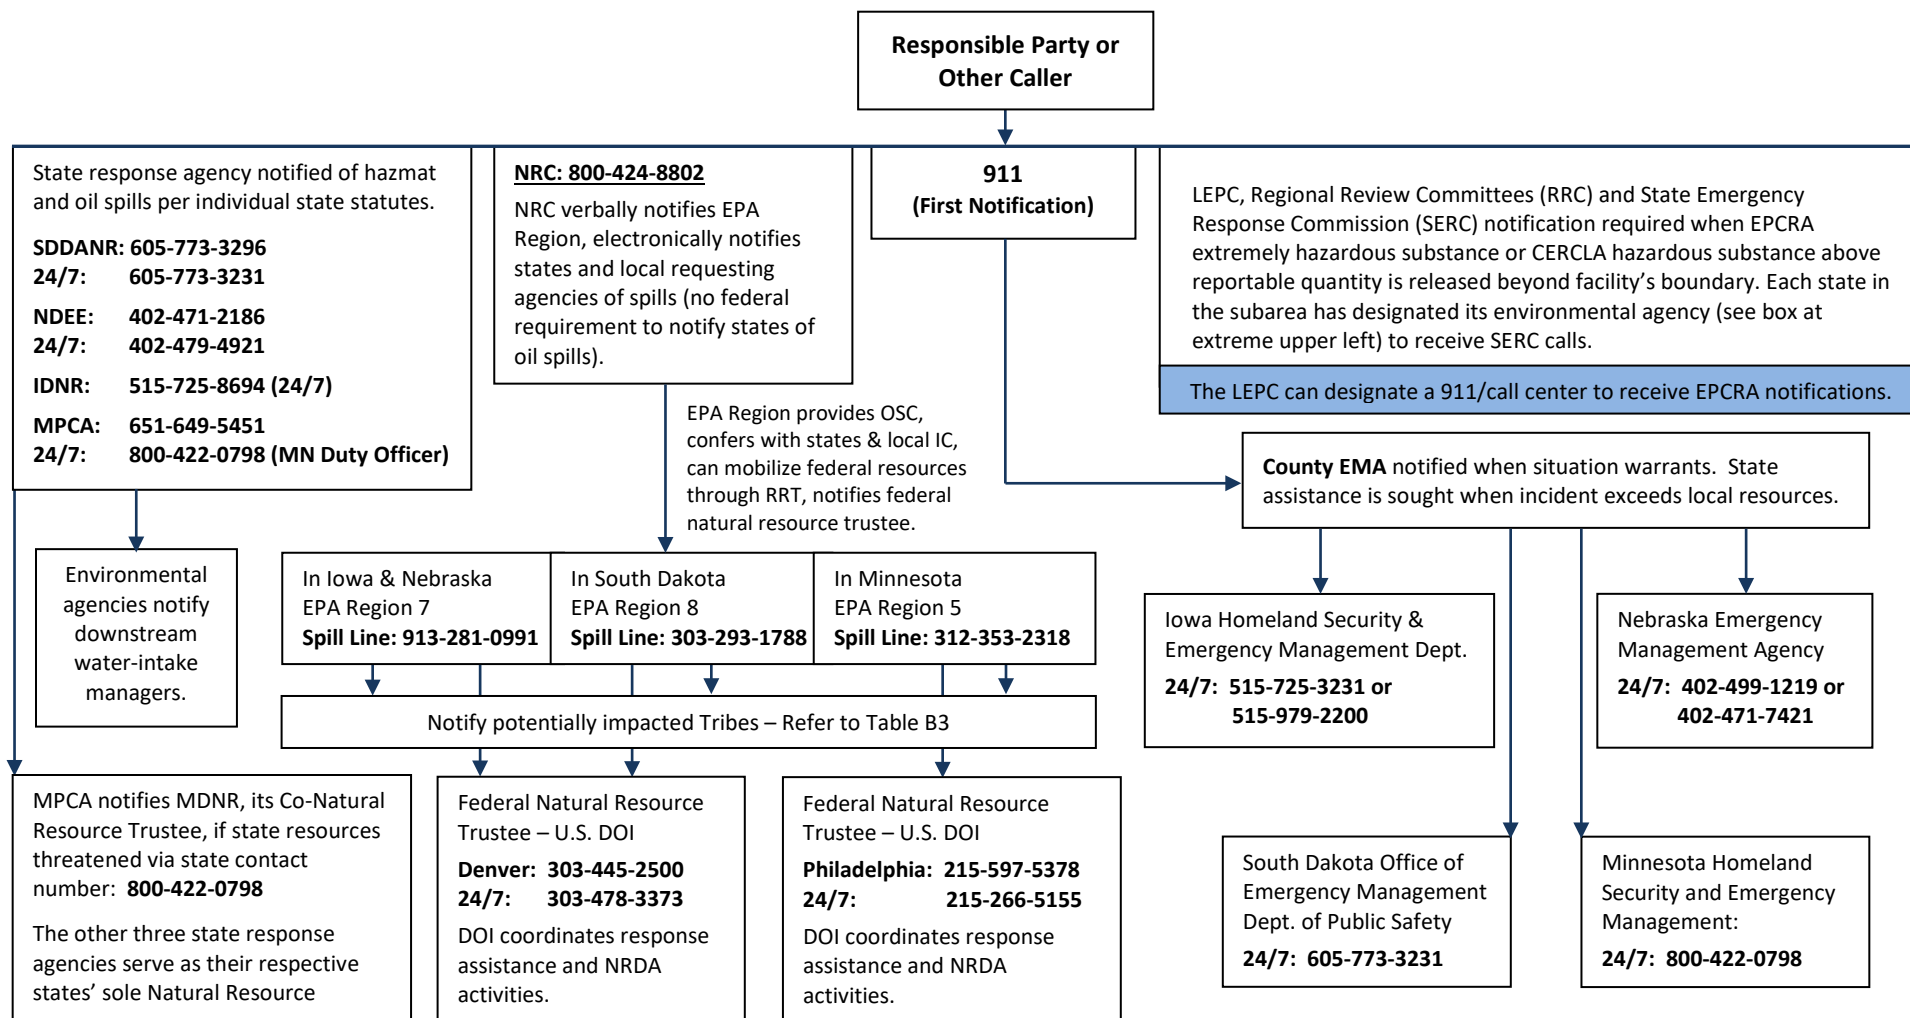 Responsible Party or
Other Caller
State response agency notified of hazmat
and oil spills per individual state statutes.
SDDANR: 605-773-3296
24/7: 605-773-3231
NDEE: 402-471-2186
24/7: 402-479-4921
IDNR: 515-725-8694 (24/7)
MPCA: 651-649-5451
24/7: 800-422-0798 (MN Duty Officer)
NRC: 800-424-8802
NRC verbally notifies EPA
Region, electronically notifies
states and local requesting
agencies of spills (no federal
requirement to notify states of
oil spills).
911
(First Notification)
LEPC, Regional Review Committees (RRC) and State Emergency
Response Commission (SERC) notification required when EPCRA
extremely hazardous substance or CERCLA hazardous substance above
reportable quantity is released beyond facility’s boundary. Each state in
the subarea has designated its environmental agency (see box at
extreme upper left) to receive SERC calls.
The LEPC can designate a 911/call center to receive EPCRA notifications.
EPA Region provides OSC,
confers with states & local IC,
can mobilize federal resources
through RRT, notifies federal
natural resource trustee.
County EMA notified when situation warrants. State
assistance is sought when incident exceeds local resources.
Environmental
agencies notify
downstream
water-intake
managers.
In Iowa & Nebraska
EPA Region 7
Spill Line: 913-281-0991
In South Dakota
EPA Region 8
Spill Line: 303-293-1788
In Minnesota
EPA Region 5
Spill Line: 312-353-2318
Iowa Homeland Security &
Emergency Management Dept.
24/7: 515-725-3231 or
515-979-2200
Nebraska Emergency
Management Agency
24/7: 402-499-1219 or
402-471-7421
Notify potentially impacted Tribes – Refer to Table B3
MPCA notifies MDNR, its Co-Natural
Resource Trustee, if state resources
threatened via state contact
number: 800-422-0798
The other three state response
agencies serve as their respective
states’ sole Natural Resource
Federal Natural Resource
Trustee – U.S. DOI
Denver: 303-445-2500
24/7: 303-478-3373
DOI coordinates response
assistance and NRDA
activities.
Federal Natural Resource
Trustee – U.S. DOI
Philadelphia: 215-597-5378
24/7: 215-266-5155
DOI coordinates response
assistance and NRDA
activities.
South Dakota Office of
Emergency Management
Dept. of Public Safety
24/7: 605-773-3231
Minnesota Homeland
Security and Emergency
Management:
24/7: 800-422-0798